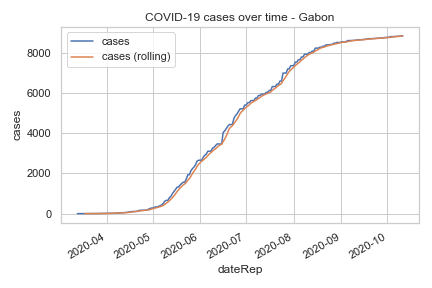 COVID-19 cases over time - Gabon
cases
cases (rolling)
8000
6000
4000
2000
0
cases
2020-04
2020-05
2020-06
2020-07
2020-08
2020-09
2020-10
dateRep